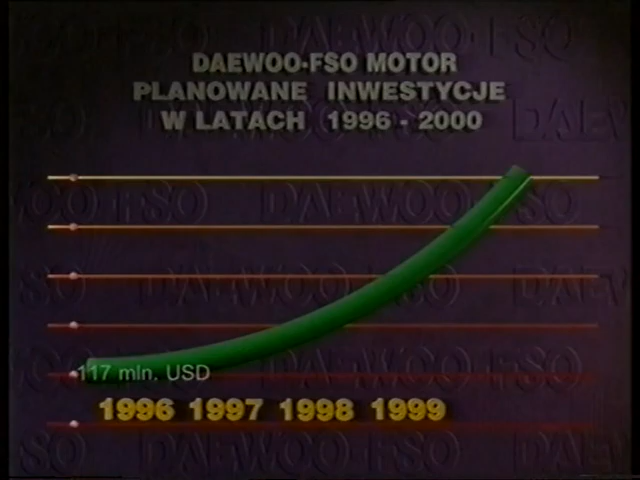 DAEWOO-FSO MOTOR
PLANOWANE INWESTYCJE
W LATACH 1996 - 2000
117 mln. USD
1996 1997 1998 1999